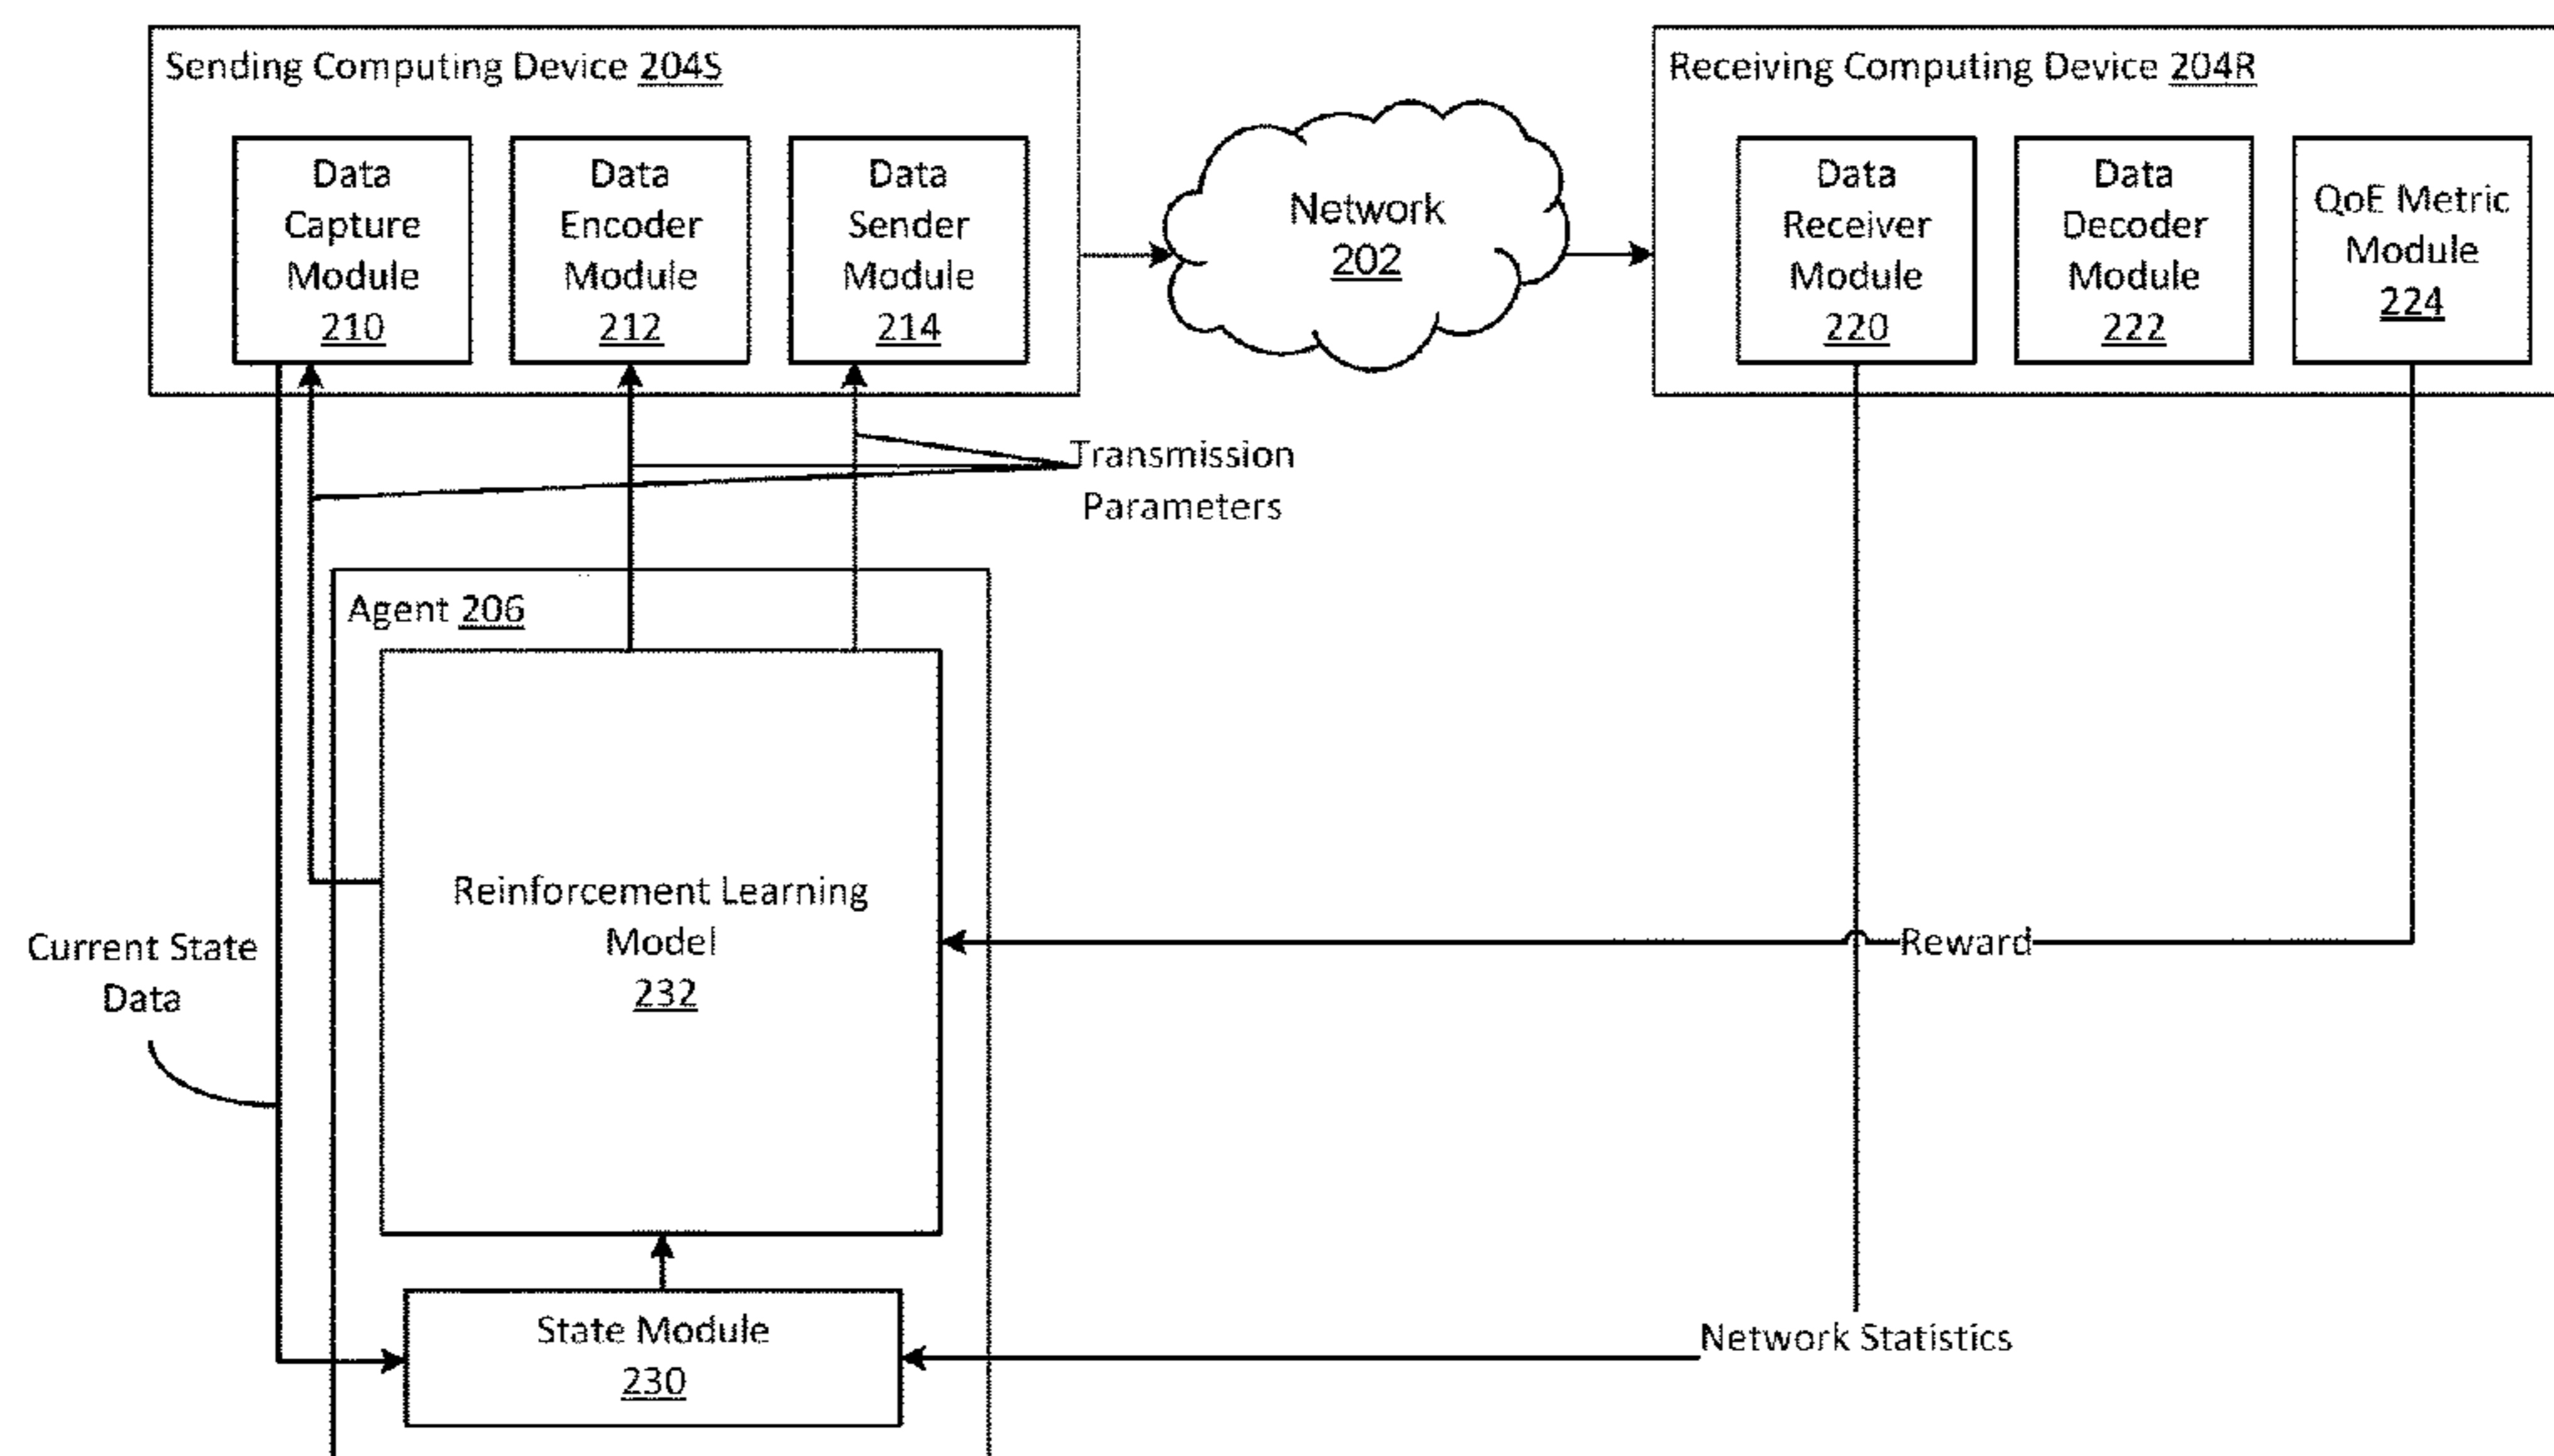 Sending Computing Device 204S
Data
Capture
Module
210
Data
Encoder
Module
212
Data
Sender
Module
214
Network
202
Receiving Computing Device 204R
Data
Receiver
Module
220
Data
Decoder
Module
222
QoE Metric
Module
224
Transmission
Parameters
Agent 206
Reinforcement Learning
Model
232
Current State
Data
Reward
State Module
230
Network Statistics